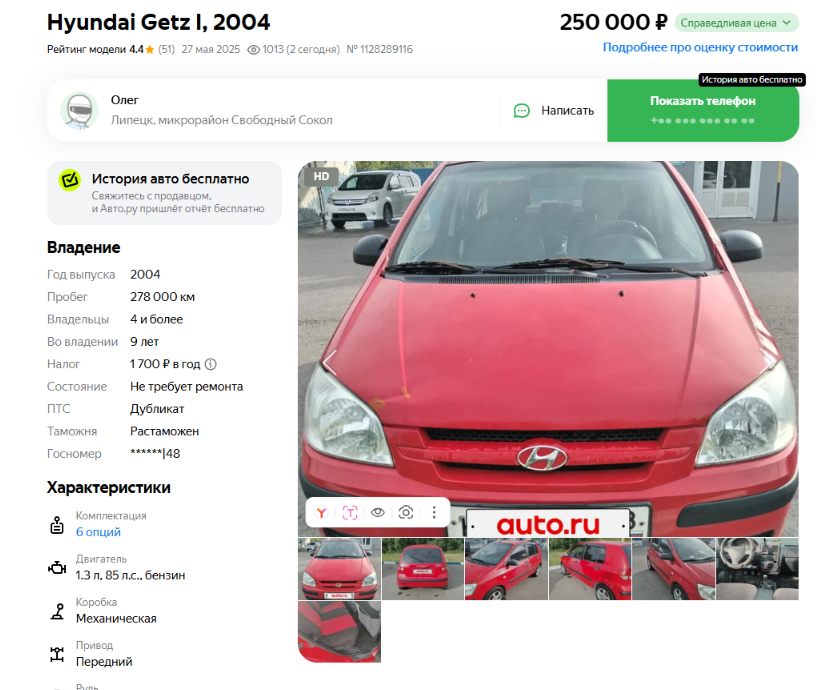 Hyundai Getz I, 2004
250 000 ₽
Справедливая цена
Рейтинг модели 4.4 (51) 27 мая 2025 1013 (2 сегодня) № 1128289116
Подробнее про оценку стоимости
История авто бесплатно
Олег
Липецк, микрорайон Свободный Сокол
Написать
Показать телефон
История авто бесплатно
Свяжитесь с продавцом,
и Авто.ру пришлёт отчёт бесплатно
HD
Владение
Год выпуска 2004
Пробег 278 000 км
Владельцы 4 и более
Во владении 9 лет
Налог 1 700 ₽ в год
Состояние Не требует ремонта
ПТС Дубликат
Таможня Растаможен
Госномер ******|48
Характеристики
Комплектация
6 опций
Двигатель
1.3 л, 85 л.с., бензин
Коробка
Механическая
Привод
Передний
Руль
auto.ru